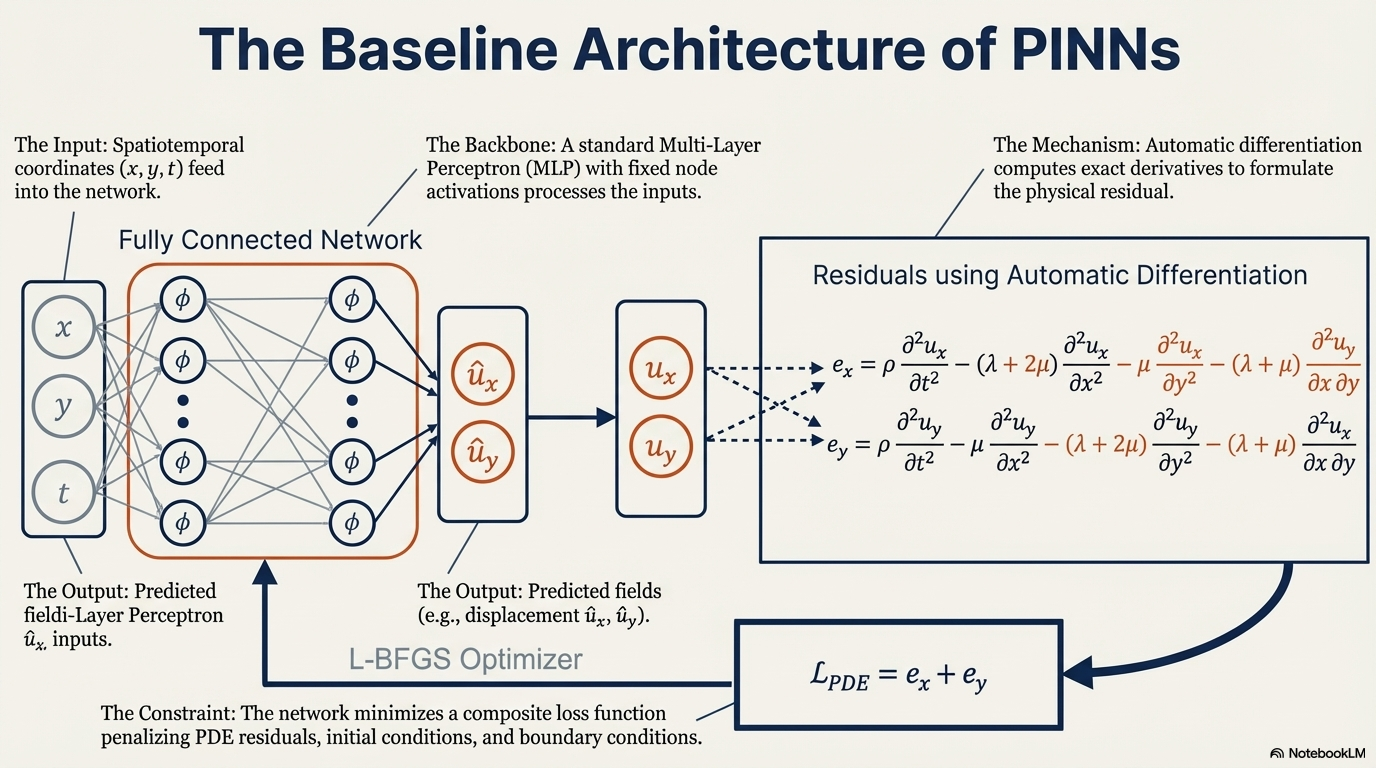 The Baseline Architecture of PINNs
The Input: Spatiotemporal
coordinates (x, y, t) feed
into the network.
The Backbone: A standard Multi-Layer
Perceptron (MLP) with fixed node
activations processes the inputs.
The Mechanism: Automatic differentiation
computes exact derivatives to formulate
the physical residual.
Fully Connected Network
x
y
t
ϕ
ϕ
ϕ
ϕ
ϕ
ϕ
ϕ
ϕ
û_x
û_y
u_x
u_y
Residuals using Automatic Differentiation
e_x = ρ ∂²u_x/∂t² − (λ + 2μ) ∂²u_x/∂x² − μ ∂²u_x/∂y² − (λ + μ) ∂²u_y/∂x ∂y
e_y = ρ ∂²u_y/∂t² − μ ∂²u_y/∂x² − (λ + 2μ) ∂²u_y/∂y² − (λ + μ) ∂²u_x/∂x ∂y
The Output: Predicted
fieldi-Layer Perceptron
û_x. inputs.
The Output: Predicted fields
(e.g., displacement û_x, û_y).
L-BFGS Optimizer
ℒ_PDE = e_x + e_y
The Constraint: The network minimizes a composite loss function
penalizing PDE residuals, initial conditions, and boundary conditions.
NotebookLM